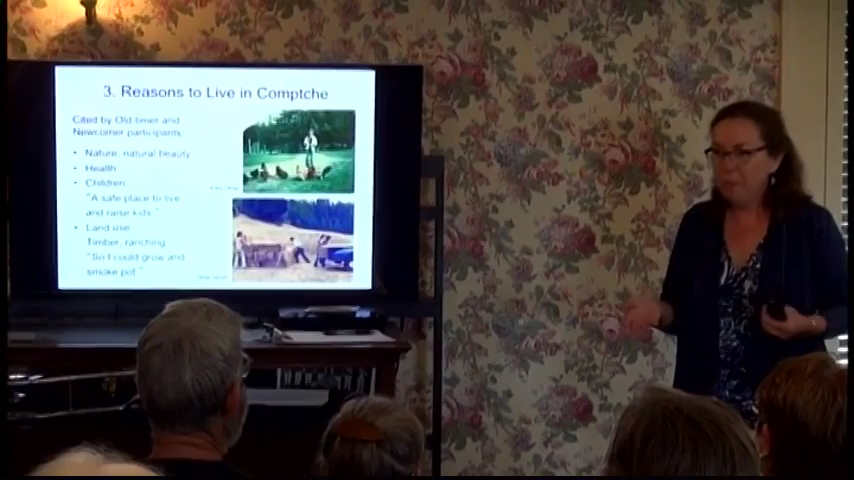 3. Reasons to Live in Comptche
Cited by Old-timer and
Newcomer participants
• Nature, natural beauty
• Health
• Children
"A safe place to live
and raise kids."
• Land use
Timber, ranching
"So I could grow and
smoke pot."